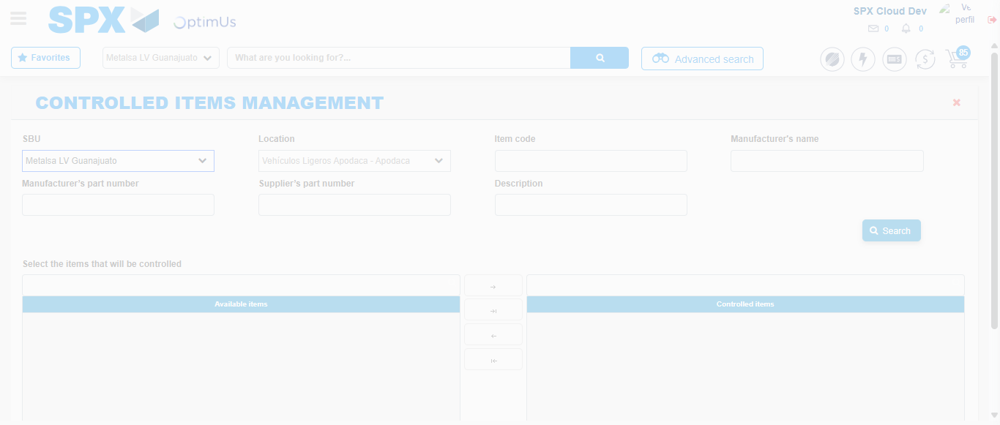 SPX
OptimUs
SPX Cloud Dev
Ve
perfil
0
0
Favorites
Metalsa LV Guanajuato
What are you looking for?...
Advanced search
85
CONTROLLED ITEMS MANAGEMENT
SBU
Location
Item code
Manufacturer's name
Metalsa LV Guanajuato
Vehículos Ligeros Apodaca - Apodaca
Manufacturer's part number
Supplier's part number
Description
Search
Select the items that will be controlled
Available items
Controlled items